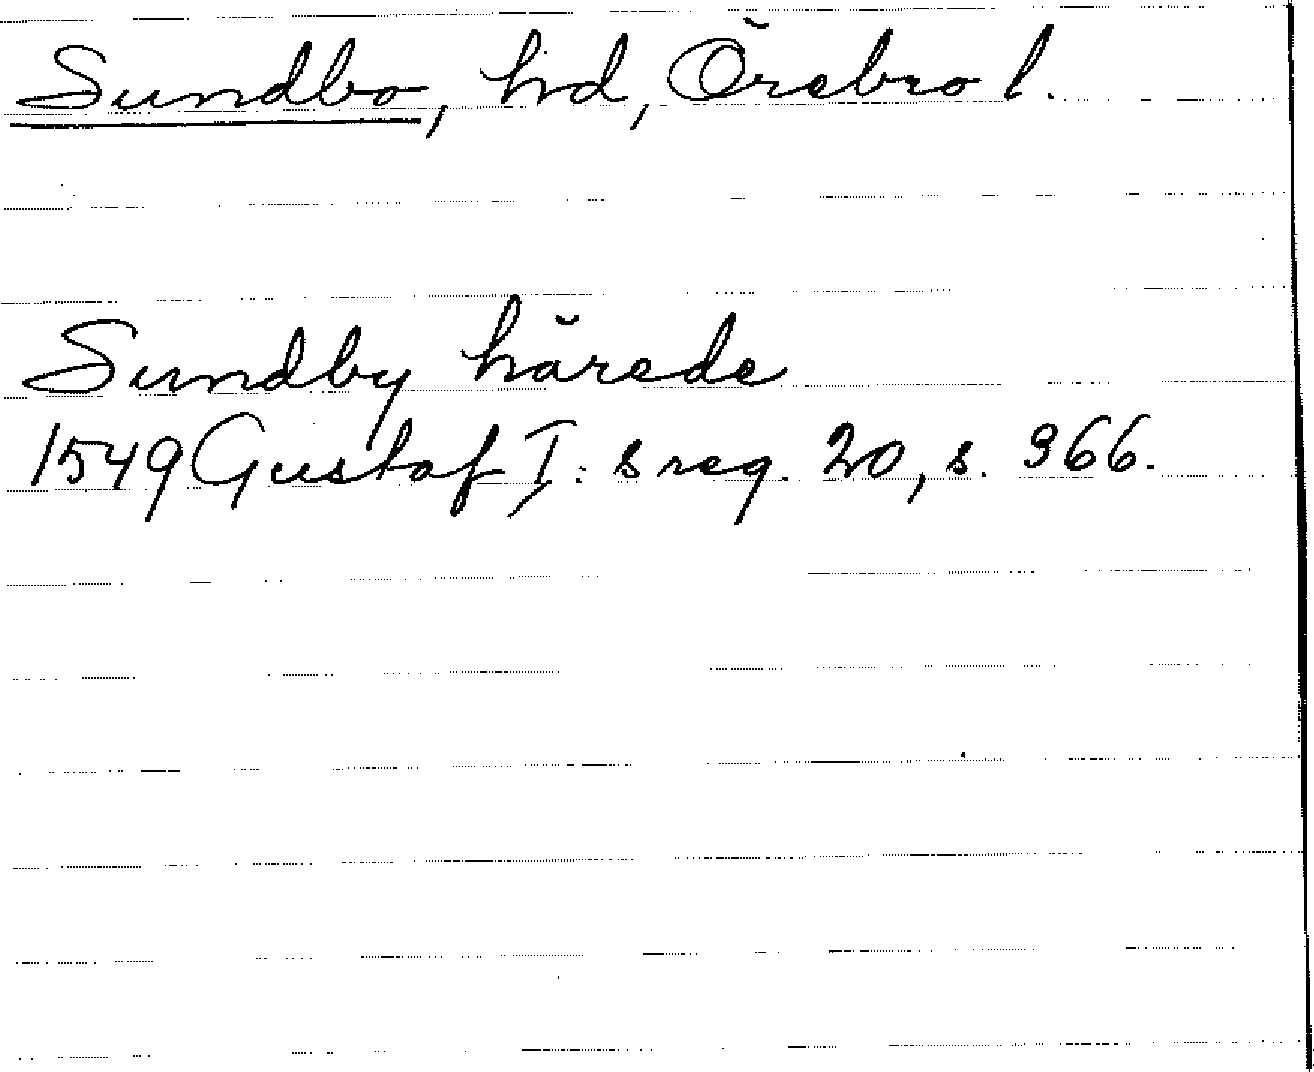 Sundbo, hd, Örebro l.
Sundby härede
1549 Gustaf I:s reg. 20, s. 366.